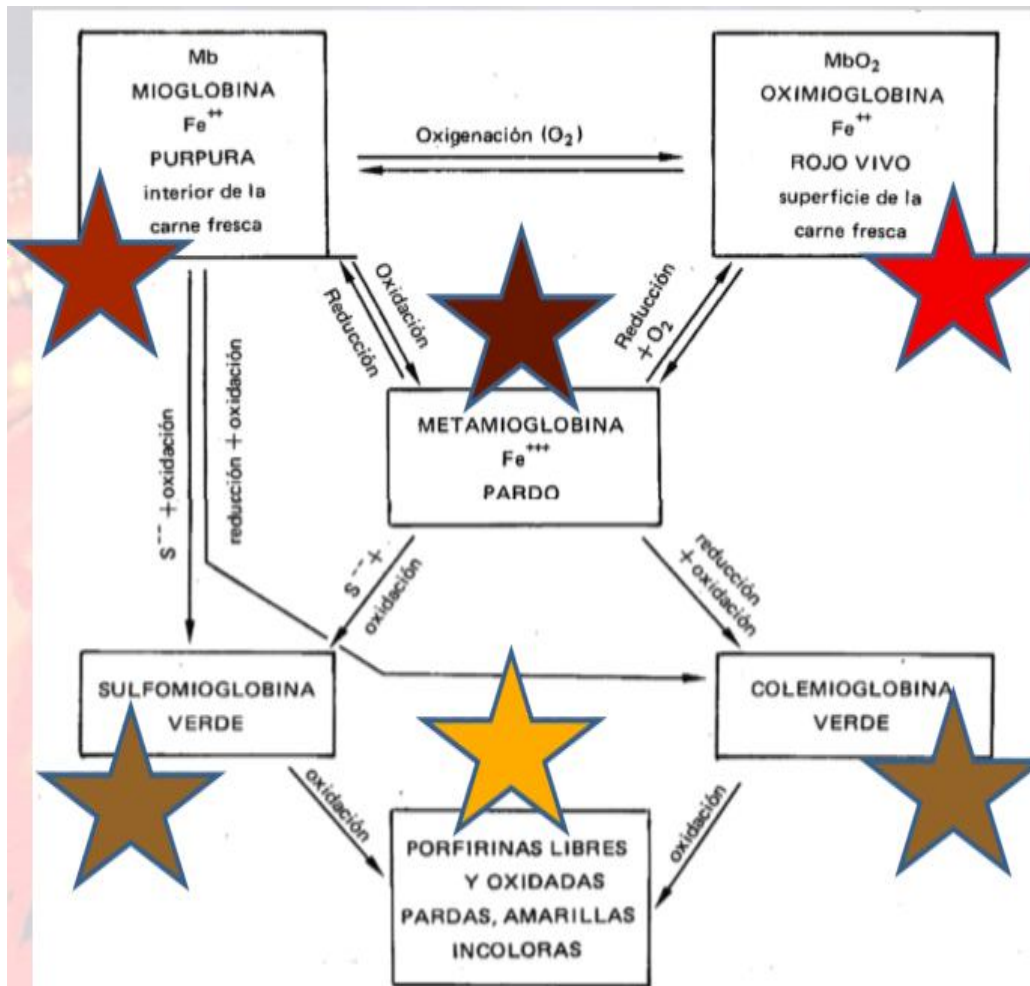 Mb
MIOGLOBINA
Fe++
PURPURA
interior de la
carne fresca
Oxigenación (O2)
MbO2
OXIMIOGLOBINA
Fe++
ROJO VIVO
superficie de la
carne fresca
Oxidación
Reducción
Reducción
+ O2
METAMIOGLOBINA
Fe+++
PARDO
S-- +oxidación
reducción + oxidación
S-- +
oxidación
reducción
+oxidación
SULFOMIOGLOBINA
VERDE
COLEMIOGLOBINA
VERDE
oxidación
oxidación
PORFIRINAS LIBRES
Y OXIDADAS
PARDAS, AMARILLAS
INCOLORAS